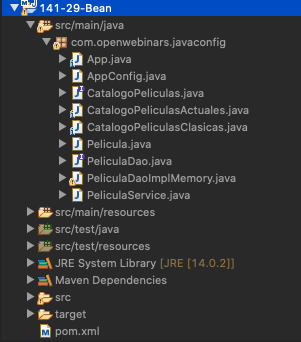 141-29-Bean
src/main/java
com.openwebinars.javaconfig
App.java
AppConfig.java
CatalogoPeliculas.java
CatalogoPeliculasActuales.java
CatalogoPeliculasClasicas.java
Pelicula.java
PeliculaDao.java
PeliculaDaoImplMemory.java
PeliculaService.java
src/main/resources
src/test/java
src/test/resources
JRE System Library [JRE [14.0.2]]
Maven Dependencies
src
target
pom.xml